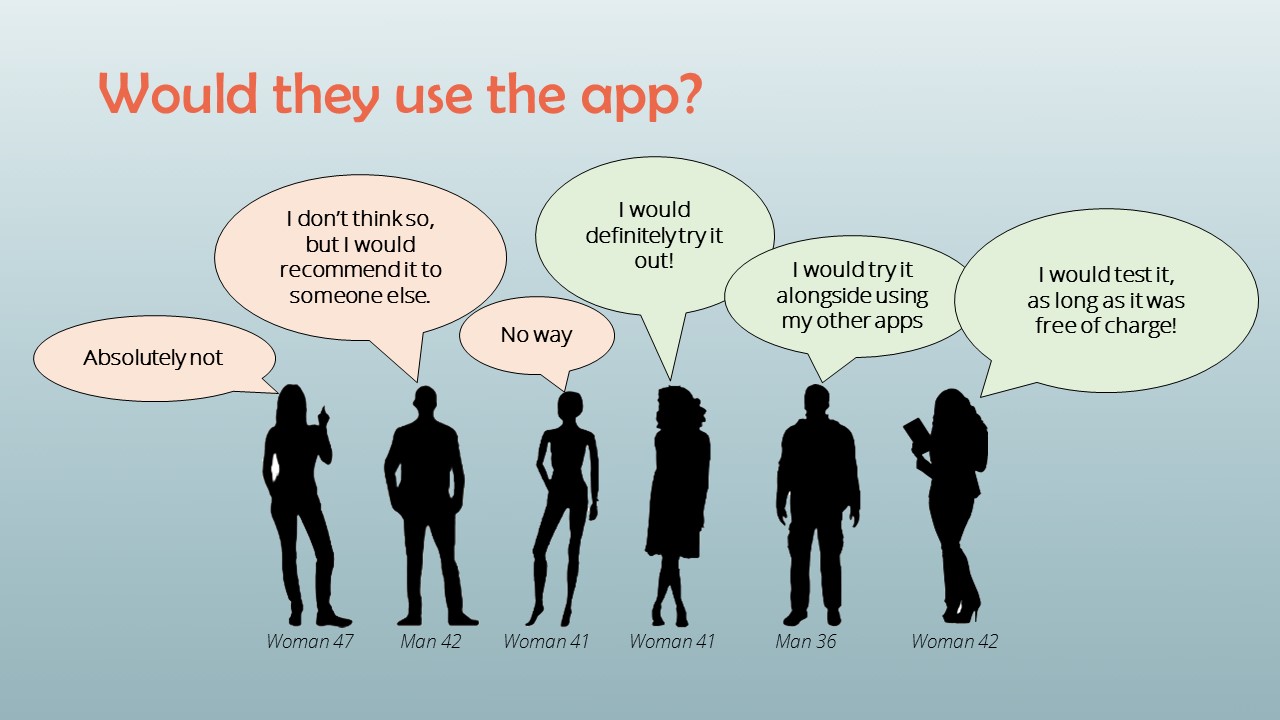 Would they use the app?
Absolutely not
I don’t think so,
but I would
recommend it to
someone else.
No way
I would
definitely try it
out!
I would try it
alongside using
my other apps
I would test it,
as long as it was
free of charge!
Woman 47
Man 42
Woman 41
Woman 41
Man 36
Woman 42